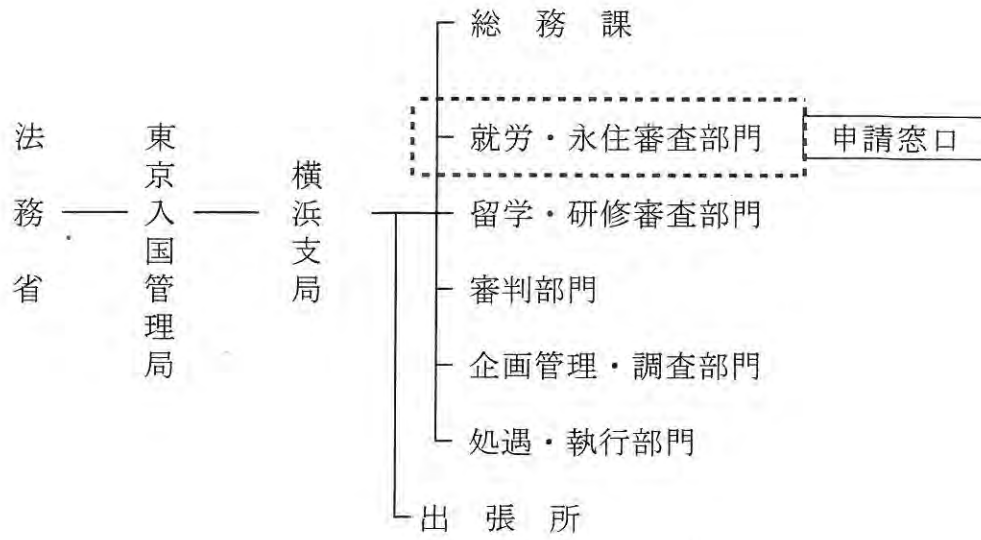 法務省
東京入国管理局
横浜支局
総務課
就労・永住審査部門
申請窓口
留学・研修審査部門
審判部門
企画管理・調査部門
処遇・執行部門
出張所